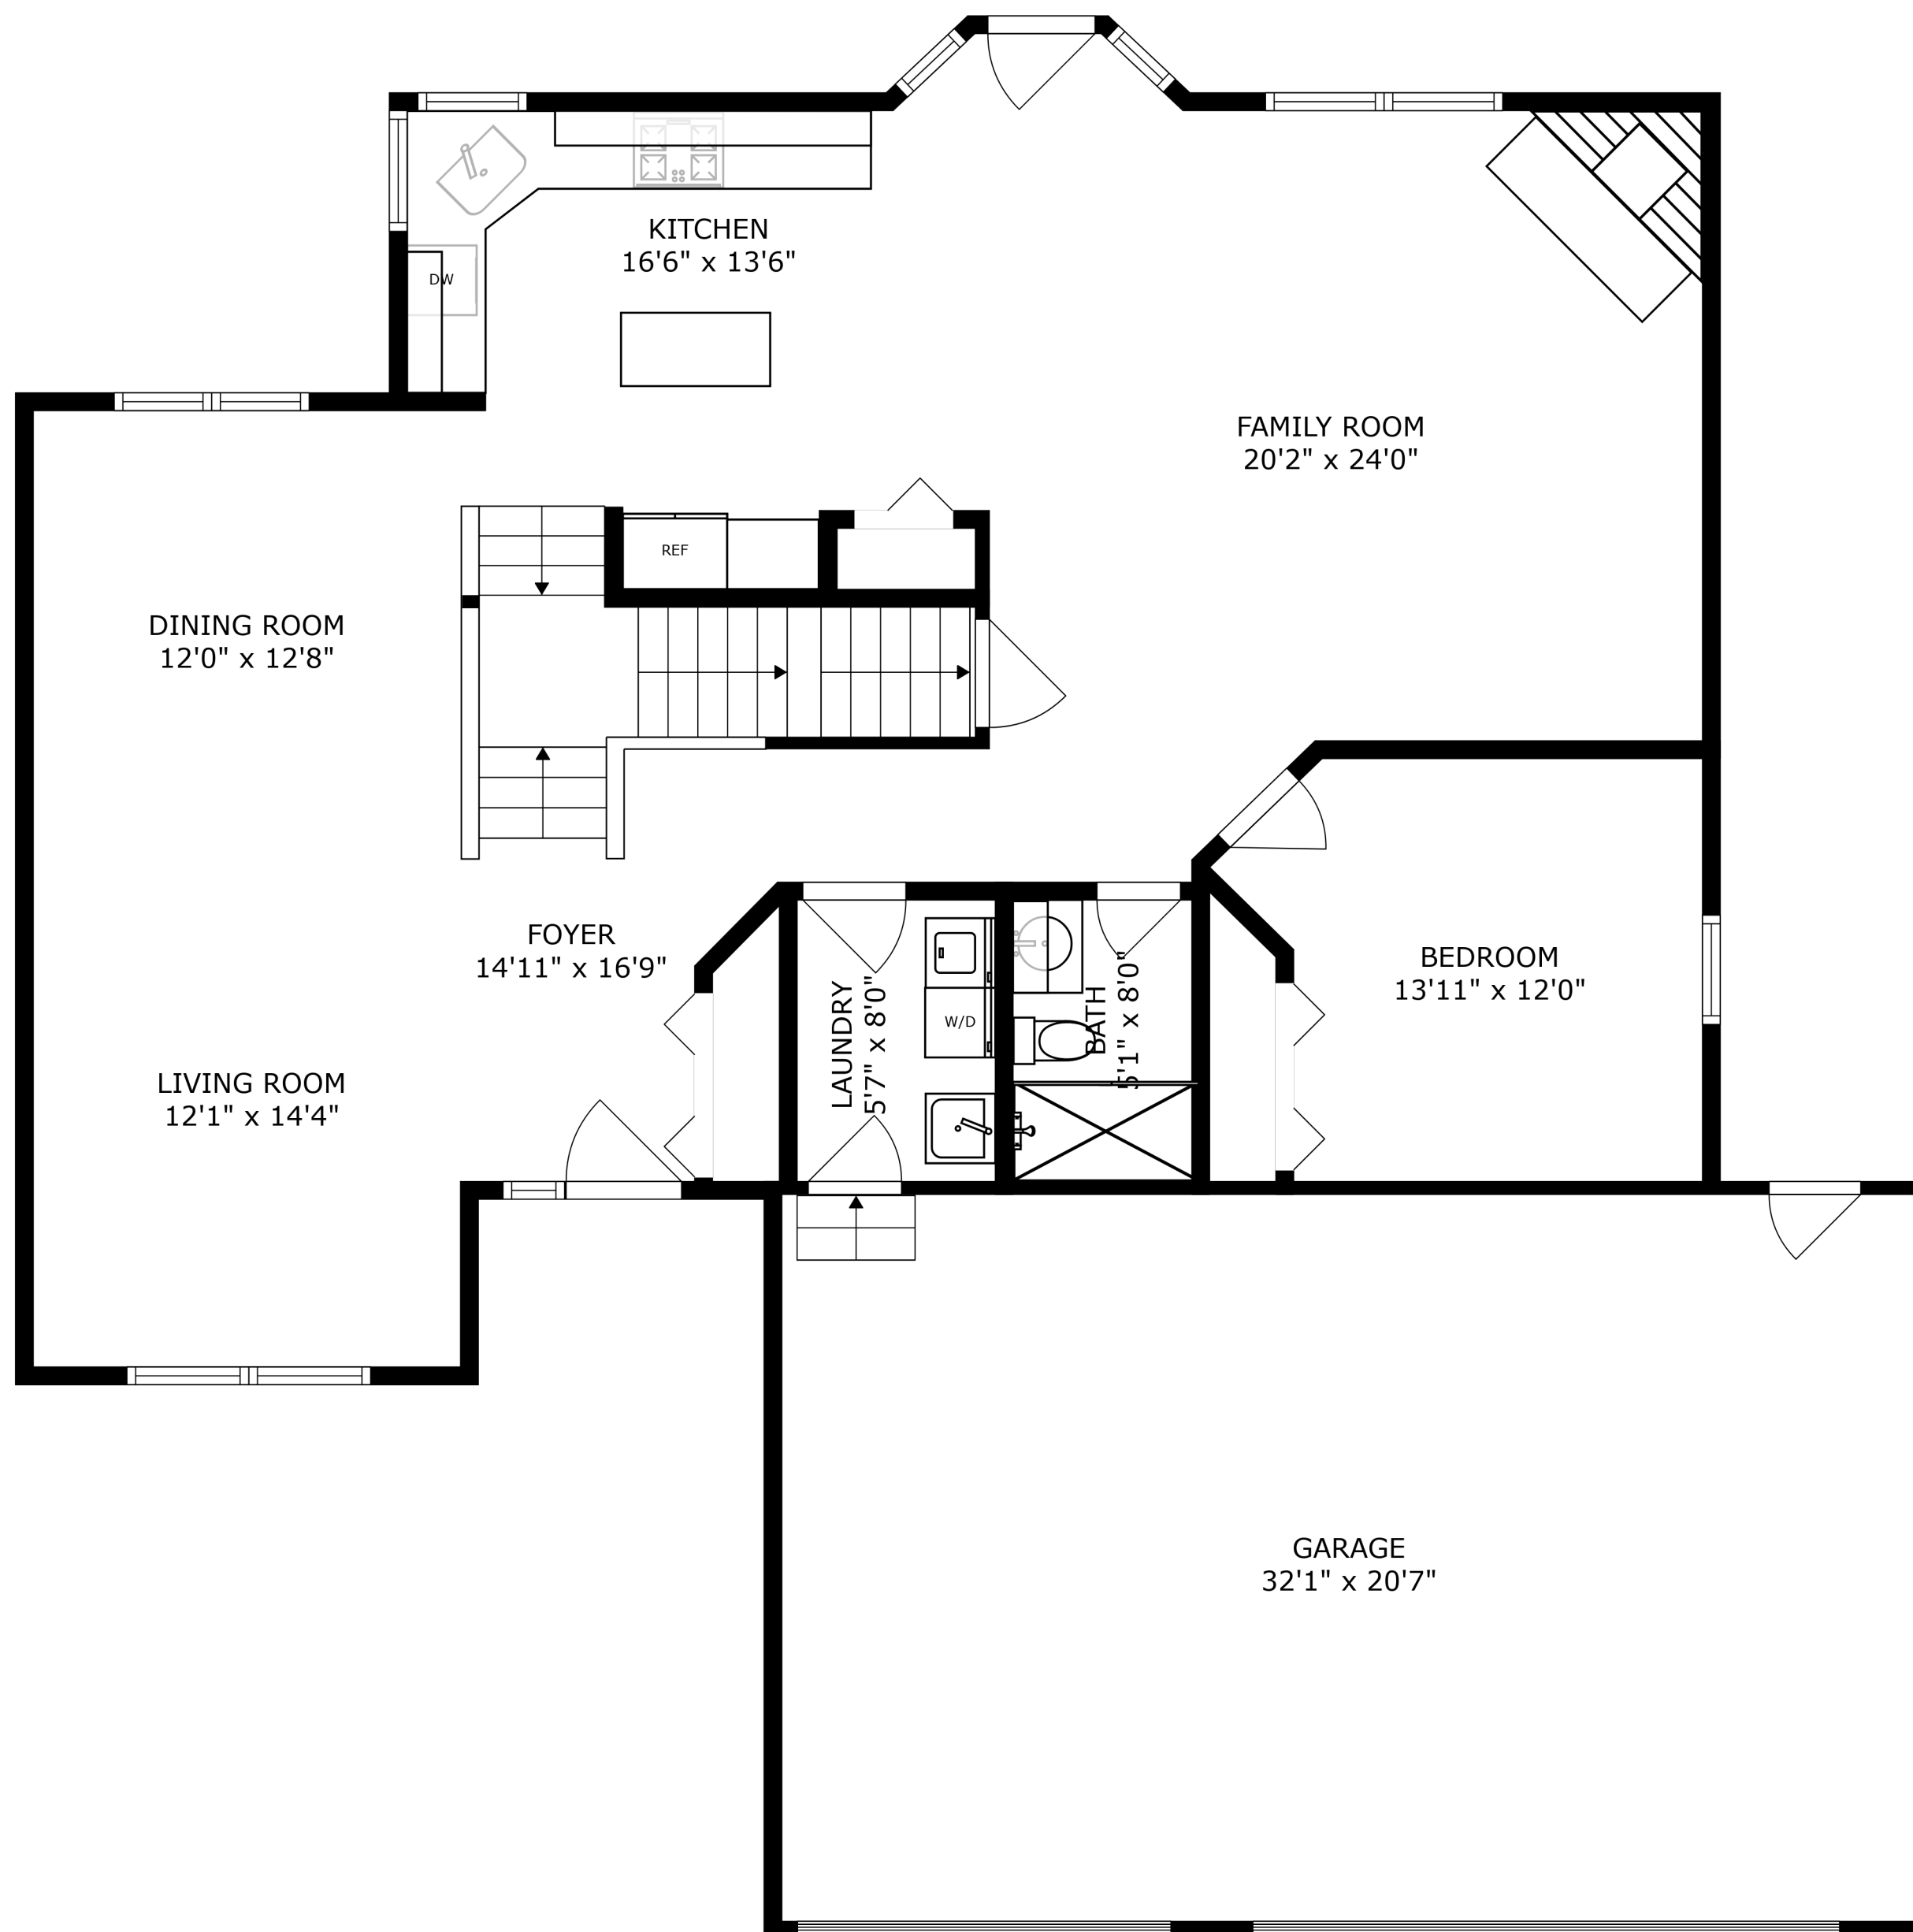 KITCHEN
16'6" x 13'6"
DW
FAMILY ROOM
20'2" x 24'0"
REF
DINING ROOM
12'0" x 12'8"
FOYER
14'11" x 16'9"
BEDROOM
13'11" x 12'0"
LAUNDRY
5'7" x 8'0"
W/D
BATH
5'1" x 8'0"
LIVING ROOM
12'1" x 14'4"
GARAGE
32'1" x 20'7"